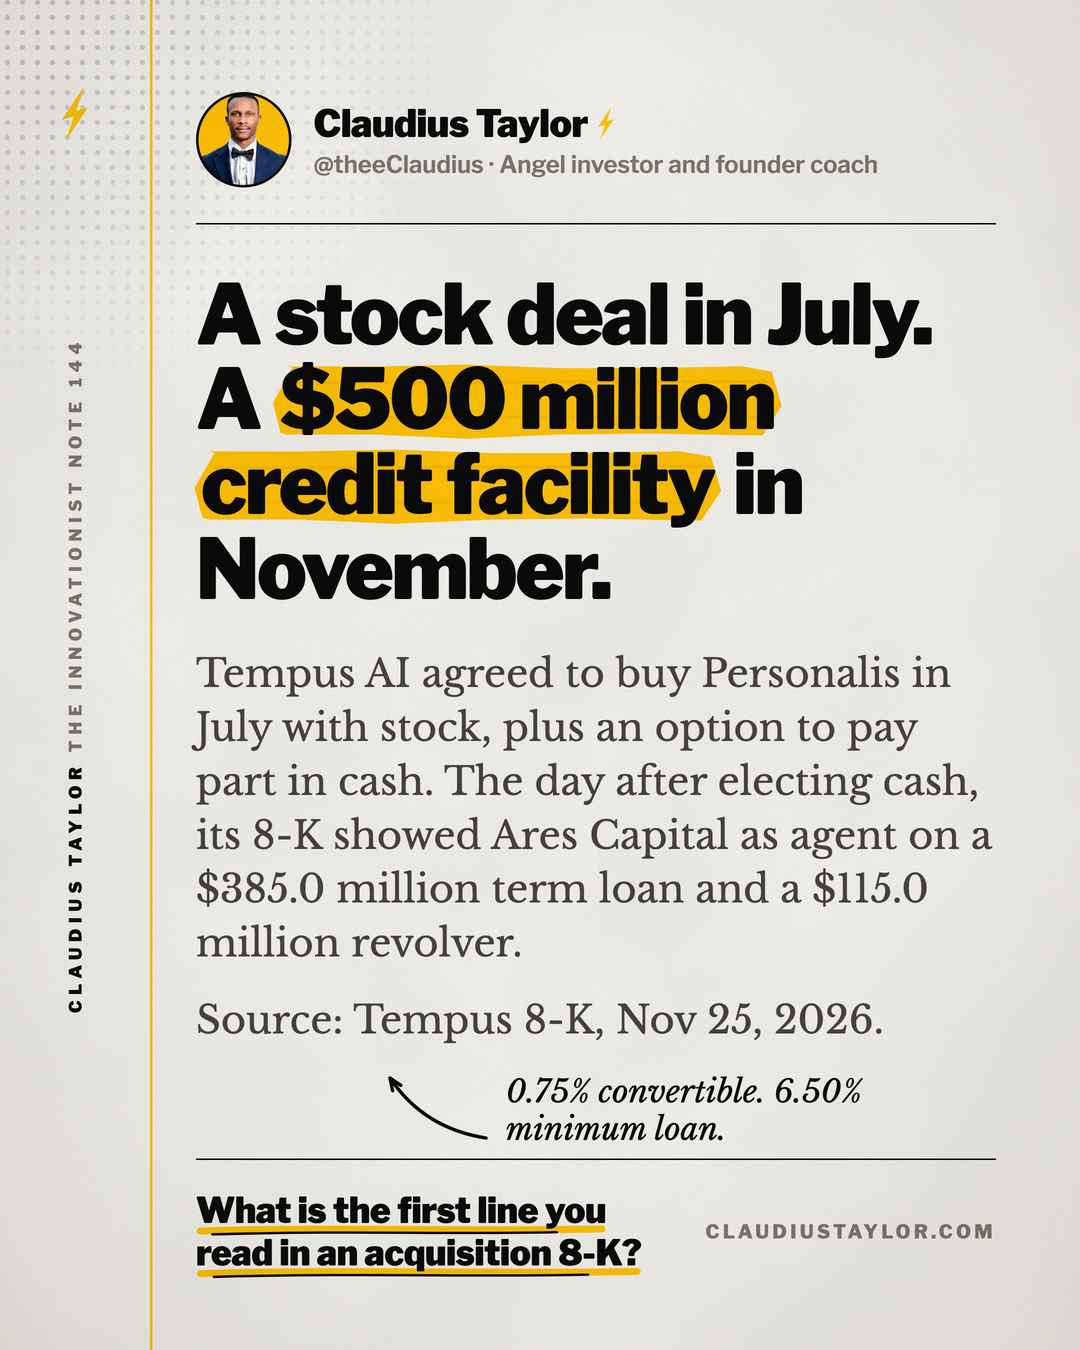 Claudius Taylor
@theeClaudius · Angel investor and founder coach
A stock deal in July.
A $500 million
credit facility in
November.
Tempus AI agreed to buy Personalis in
July with stock, plus an option to pay
part in cash. The day after electing cash,
its 8-K showed Ares Capital as agent on a
$385.0 million term loan and a $115.0
million revolver.
Source: Tempus 8-K, Nov 25, 2026.
0.75% convertible. 6.50%
minimum loan.
What is the first line you
read in an acquisition 8-K?
CLAUDIUSTAYLOR.COM
CLAUDIUS TAYLOR THE INNOVATIONIST NOTE 144